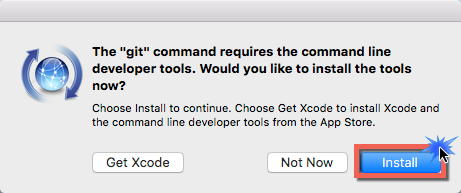 The "git" command requires the command line
developer tools. Would you like to install the tools
now?
Choose Install to continue. Choose Get Xcode to install Xcode and
the command line developer tools from the App Store.
Get Xcode
Not Now
Install